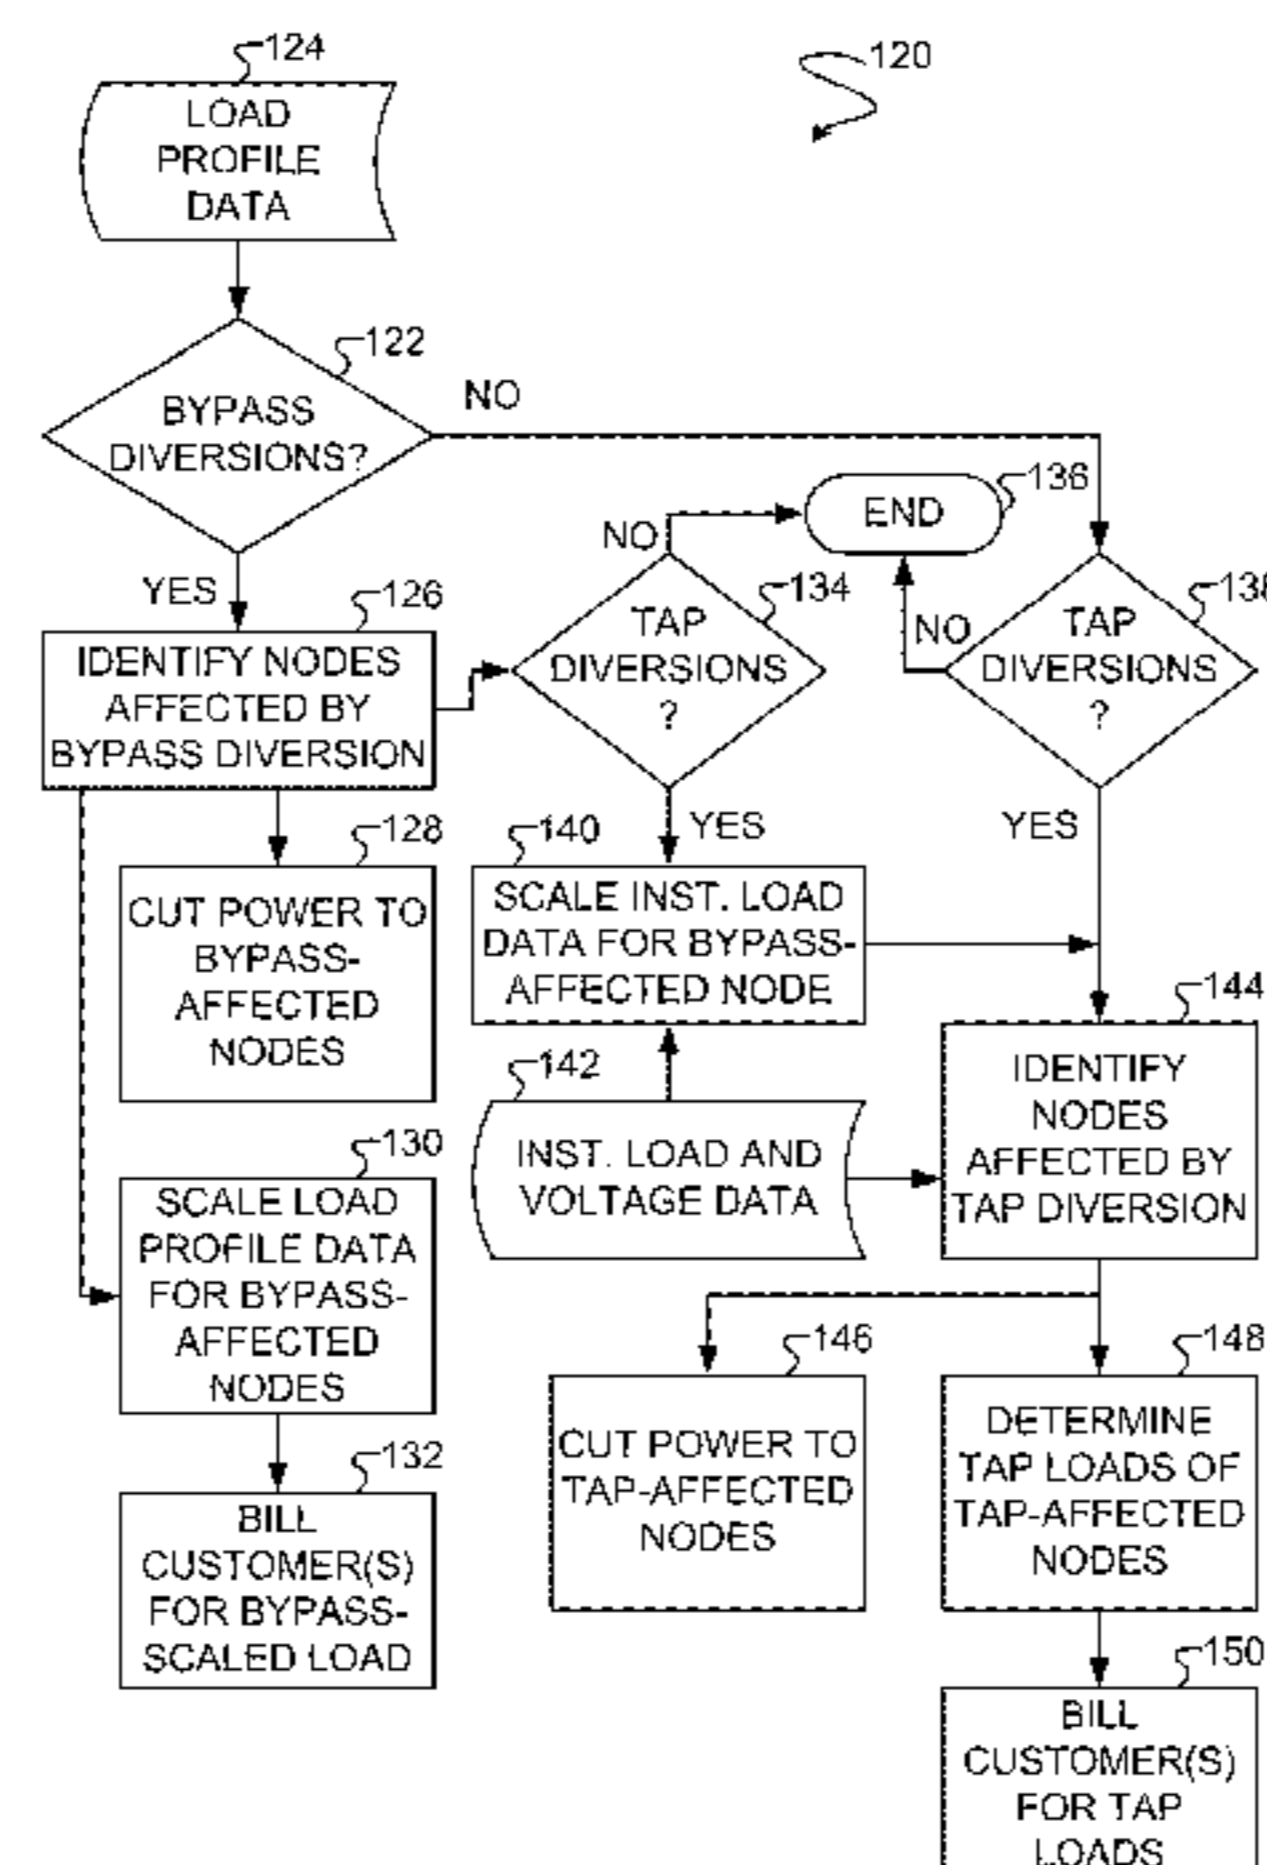 124
120
LOAD
PROFILE
DATA
122
BYPASS
DIVERSIONS?
NO
YES
136
END
NO
134
TAP
DIVERSIONS
?
NO
138
TAP
DIVERSIONS
?
126
IDENTIFY NODES
AFFECTED BY
BYPASS DIVERSION
YES
YES
128
CUT POWER TO
BYPASS-
AFFECTED
NODES
140
SCALE INST. LOAD
DATA FOR BYPASS-
AFFECTED NODE
142
INST. LOAD AND
VOLTAGE DATA
144
IDENTIFY
NODES
AFFECTED BY
TAP DIVERSION
130
SCALE LOAD
PROFILE DATA
FOR BYPASS-
AFFECTED
NODES
132
BILL
CUSTOMER(S)
FOR BYPASS-
SCALED LOAD
146
CUT POWER TO
TAP-AFFECTED
NODES
148
DETERMINE
TAP LOADS OF
TAP-AFFECTED
NODES
150
BILL
CUSTOMER(S)
FOR TAP
LOADS